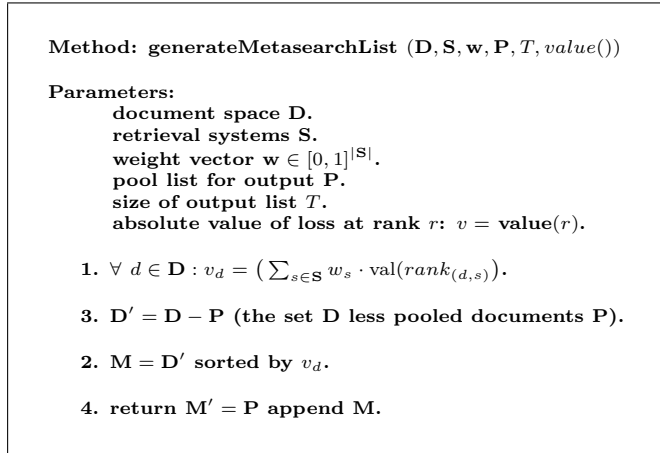 Method: generateMetasearchList (D, S, w, P, T, value())
Parameters:
document space D.
retrieval systems S.
weight vector w ∈ [0, 1]^|S|.
pool list for output P.
size of output list T.
absolute value of loss at rank r: v = value(r).
1. ∀ d ∈ D : v_d = ( ∑_{s∈S} w_s · val(rank_(d,s)).
3. D′ = D − P (the set D less pooled documents P).
2. M = D′ sorted by v_d.
4. return M′ = P append M.